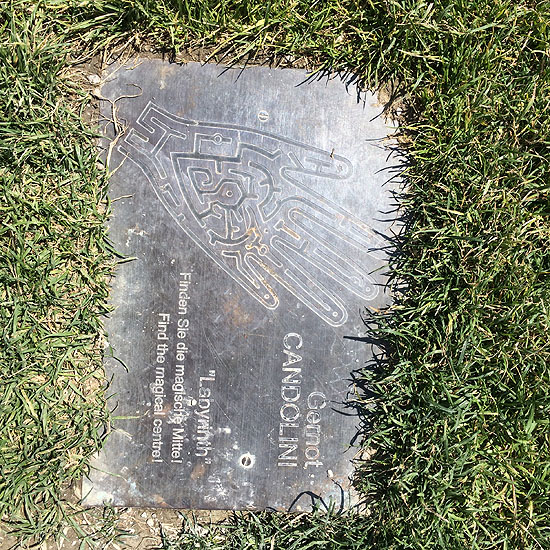 Gernot
CANDOLINI
"Labyrinth"
Finden Sie die magische Mitte!
Find the magical centre!